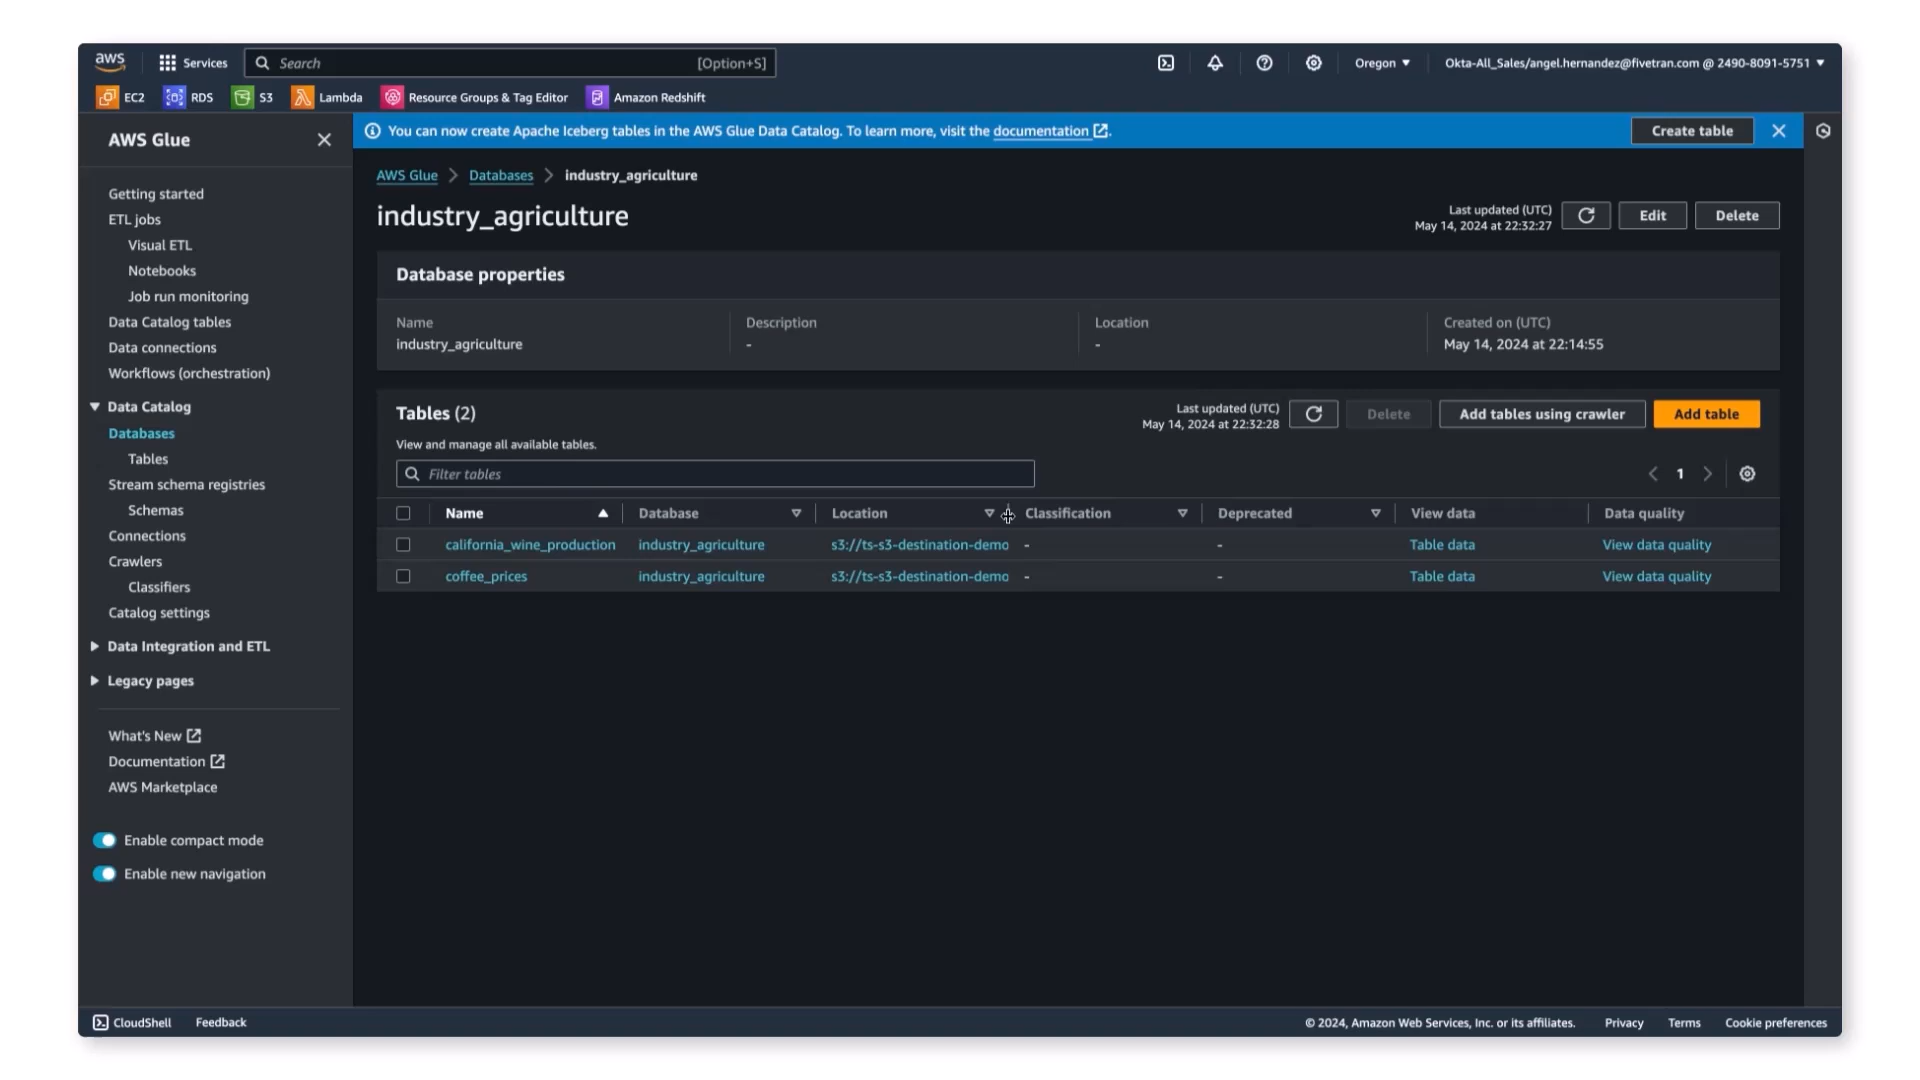 aws
Services
Search
[Option+S]
Oregon
Okta-All_Sales/angel.hernandez@fivetran.com @ 2490-8091-5751
EC2
RDS
S3
Lambda
Resource Groups & Tag Editor
Amazon Redshift
AWS Glue
Getting started
ETL jobs
Visual ETL
Notebooks
Job run monitoring
Data Catalog tables
Data connections
Workflows (orchestration)
Data Catalog
Databases
Tables
Stream schema registries
Schemas
Connections
Crawlers
Classifiers
Catalog settings
Data Integration and ETL
Legacy pages
What's New
Documentation
AWS Marketplace
Enable compact mode
Enable new navigation
You can now create Apache Iceberg tables in the AWS Glue Data Catalog. To learn more, visit the documentation.
Create table
AWS Glue > Databases > industry_agriculture
industry_agriculture
Last updated (UTC)
May 14, 2024 at 22:32:27
Edit
Delete
Database properties
Name
industry_agriculture
Description
-
Location
-
Created on (UTC)
May 14, 2024 at 22:14:55
Tables (2)
Last updated (UTC)
May 14, 2024 at 22:32:28
Delete
Add tables using crawler
Add table
View and manage all available tables.
Filter tables
1
Name Database Location Classification Deprecated View data Data quality
california_wine_production industry_agriculture s3://ts-s3-destination-demo - - Table data View data quality
coffee_prices industry_agriculture s3://ts-s3-destination-demo - - Table data View data quality
CloudShell
Feedback
© 2024, Amazon Web Services, Inc. or its affiliates.
Privacy
Terms
Cookie preferences